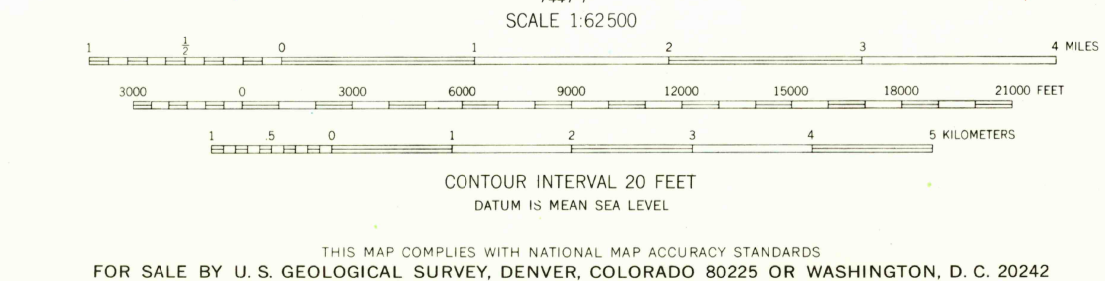 SCALE 1:62500
1 ½ 0 1 2 3 4 MILES
3000 0 3000 6000 9000 12000 15000 18000 21000 FEET
1 .5 0 1 2 3 4 5 KILOMETERS
CONTOUR INTERVAL 20 FEET
DATUM IS MEAN SEA LEVEL
THIS MAP COMPLIES WITH NATIONAL MAP ACCURACY STANDARDS
FOR SALE BY U. S. GEOLOGICAL SURVEY, DENVER, COLORADO 80225 OR WASHINGTON, D. C. 20242